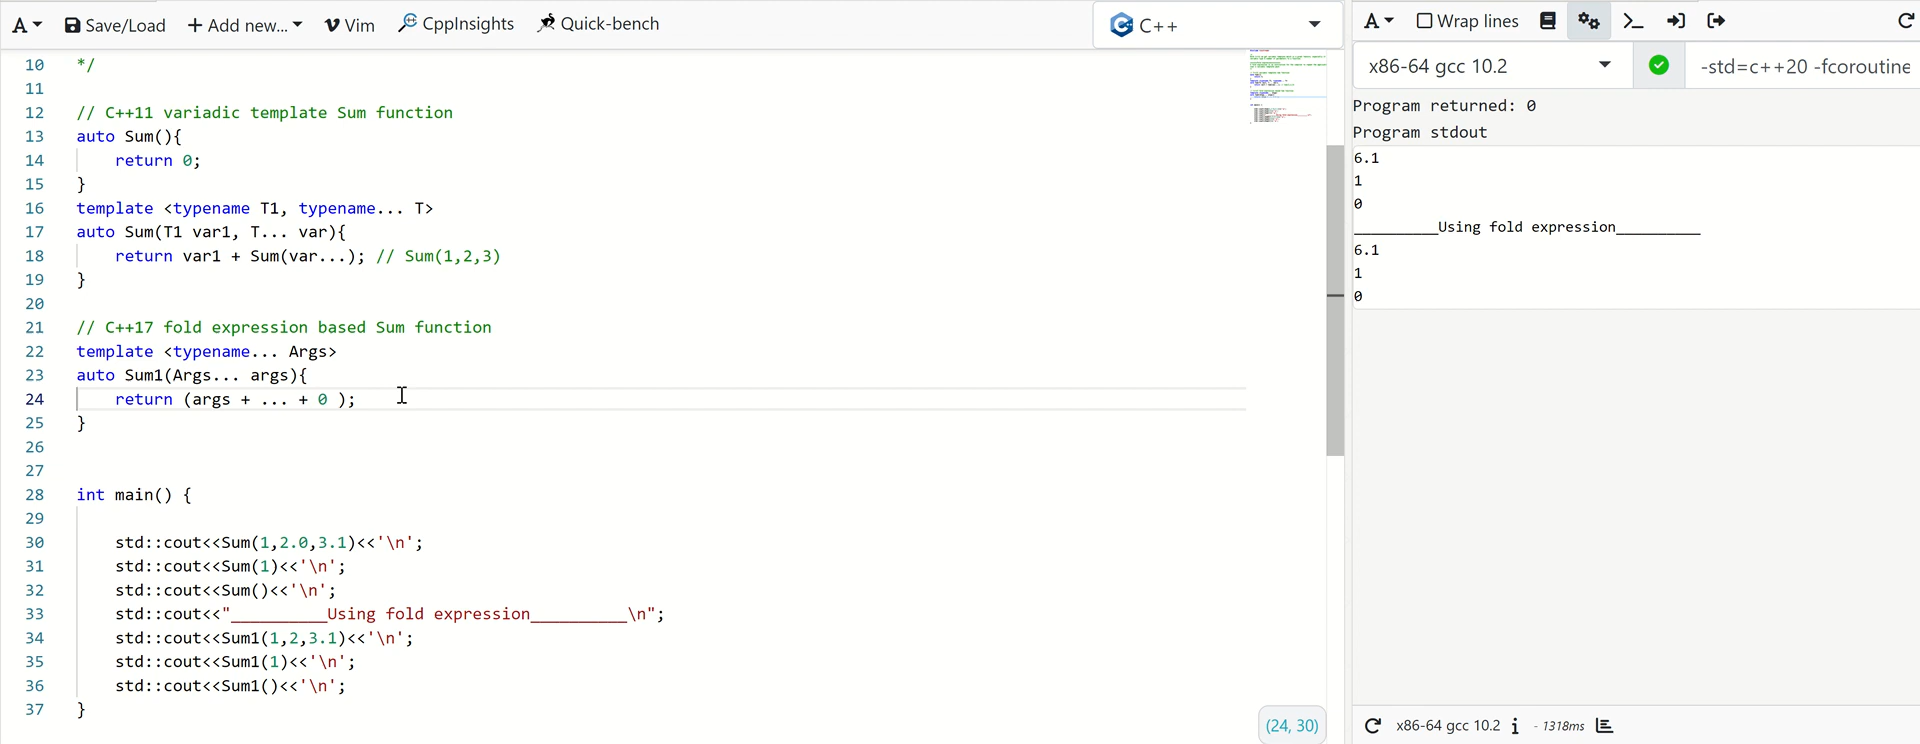 A Save/Load + Add new... Vim CppInsights Quick-bench
C++
10 */
11
12 // C++11 variadic template Sum function
13 auto Sum(){
14 return 0;
15 }
16 template <typename T1, typename... T>
17 auto Sum(T1 var1, T... var){
18 return var1 + Sum(var...); // Sum(1,2,3)
19 }
20
21 // C++17 fold expression based Sum function
22 template <typename... Args>
23 auto Sum1(Args... args){
24 return (args + ... + 0 );
25 }
26
27
28 int main() {
29
30 std::cout<<Sum(1,2.0,3.1)<<'\n';
31 std::cout<<Sum(1)<<'\n';
32 std::cout<<Sum()<<'\n';
33 std::cout<<"__________Using fold expression__________\n";
34 std::cout<<Sum1(1,2,3.1)<<'\n';
35 std::cout<<Sum1(1)<<'\n';
36 std::cout<<Sum1()<<'\n';
37 }
(24, 30)
A Wrap lines
x86-64 gcc 10.2 -std=c++20 -fcoroutine
Program returned: 0
Program stdout
6.1
1
0
__________Using fold expression__________
6.1
1
0
x86-64 gcc 10.2 i - 1318ms